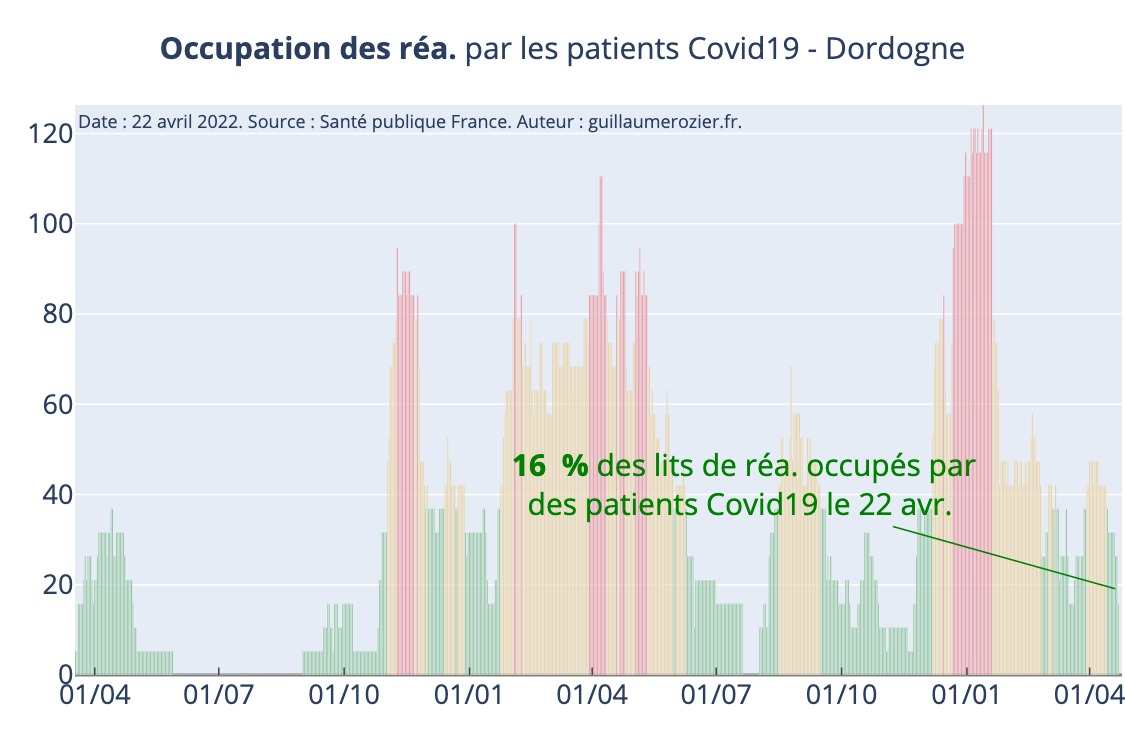 Occupation des réa. par les patients Covid19 - Dordogne
Date : 22 avril 2022. Source : Santé publique France. Auteur : guillaumerozier.fr.
120
100
80
60
40
20
0
16 % des lits de réa. occupés par
des patients Covid19 le 22 avr.
01/04 01/07 01/10 01/01 01/04 01/07 01/10 01/01 01/04